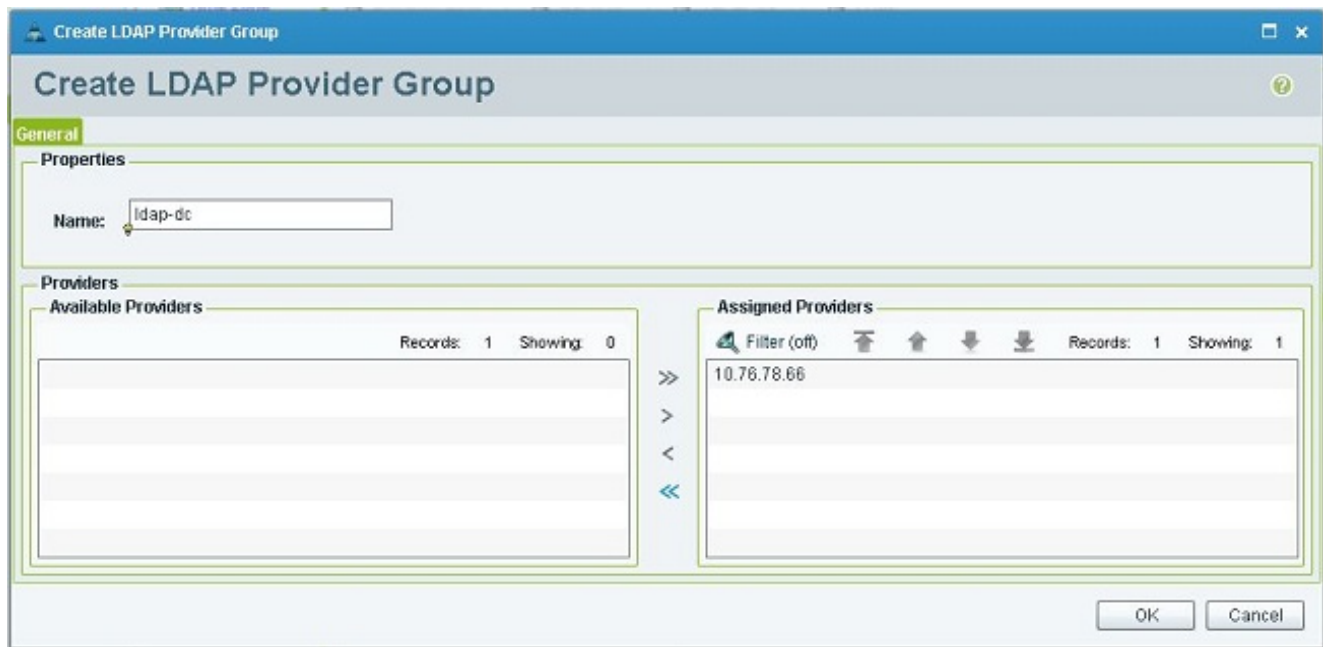 Create LDAP Provider Group
Create LDAP Provider Group
General
Properties
Name: ldap-dc
Providers
Available Providers
Records: 1 Showing: 0
Assigned Providers
Filter (off) Records: 1 Showing: 1
10.76.78.66
>>
>
<
<<
OK Cancel